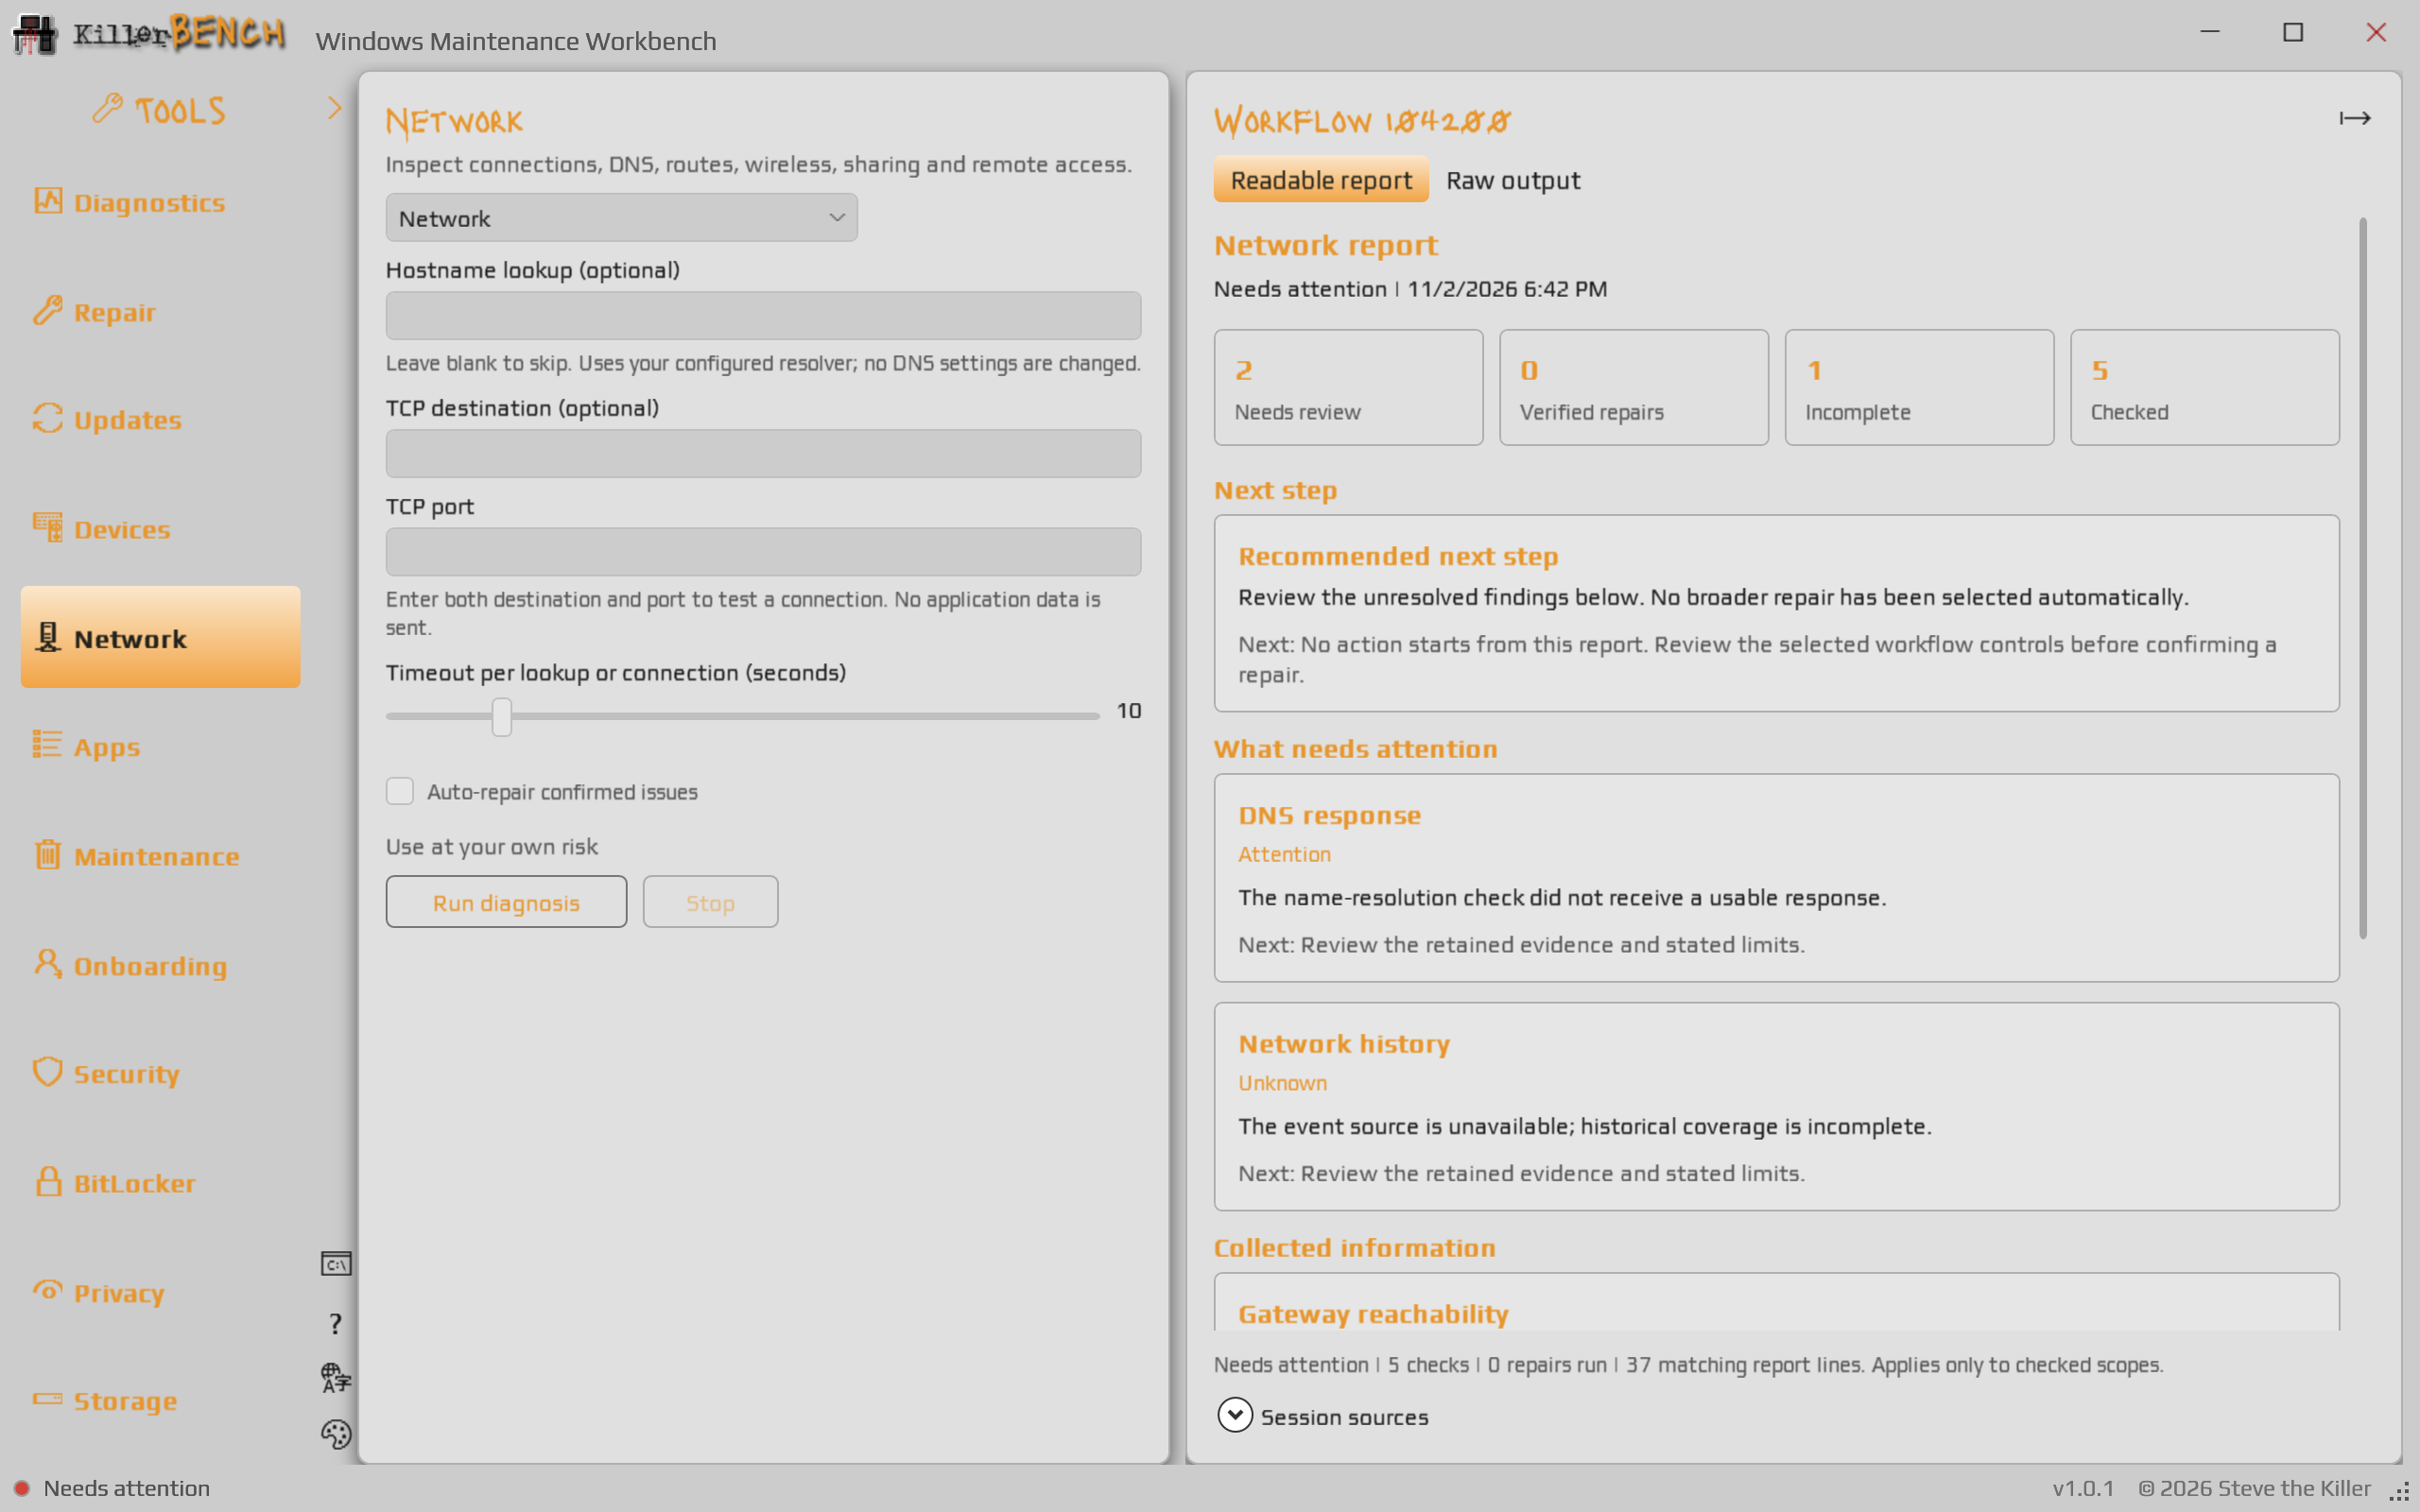 KillerBENCH
Windows Maintenance Workbench
TOOLS
Diagnostics
Repair
Updates
Devices
Network
Apps
Maintenance
Onboarding
Security
BitLocker
Privacy
Storage
C:\
?
A字
Network
Inspect connections, DNS, routes, wireless, sharing and remote access.
Network
Hostname lookup (optional)
Leave blank to skip. Uses your configured resolver; no DNS settings are changed.
TCP destination (optional)
TCP port
Enter both destination and port to test a connection. No application data is
sent.
Timeout per lookup or connection (seconds)
10
Auto-repair confirmed issues
Use at your own risk
Run diagnosis
Stop
Workflow 104200
Readable report
Raw output
Network report
Needs attention | 11/2/2026 6:42 PM
2
Needs review
0
Verified repairs
1
Incomplete
5
Checked
Next step
Recommended next step
Review the unresolved findings below. No broader repair has been selected automatically.
Next: No action starts from this report. Review the selected workflow controls before confirming a
repair.
What needs attention
DNS response
Attention
The name-resolution check did not receive a usable response.
Next: Review the retained evidence and stated limits.
Network history
Unknown
The event source is unavailable; historical coverage is incomplete.
Next: Review the retained evidence and stated limits.
Collected information
Gateway reachability
Needs attention | 5 checks | 0 repairs run | 37 matching report lines. Applies only to checked scopes.
Session sources
Needs attention
v1.0.1
© 2026 Steve the Killer